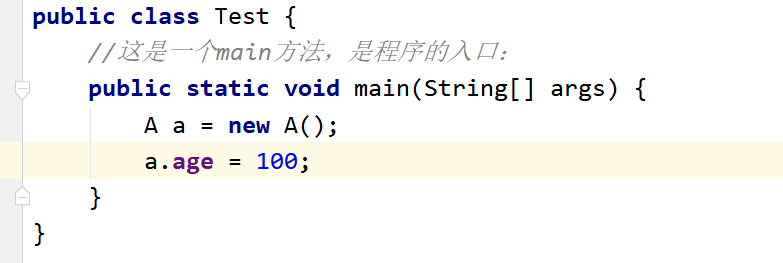 public class Test {
//这是一个main方法，是程序的入口：
public static void main(String[] args) {
A a = new A();
a.age = 100;
}
}